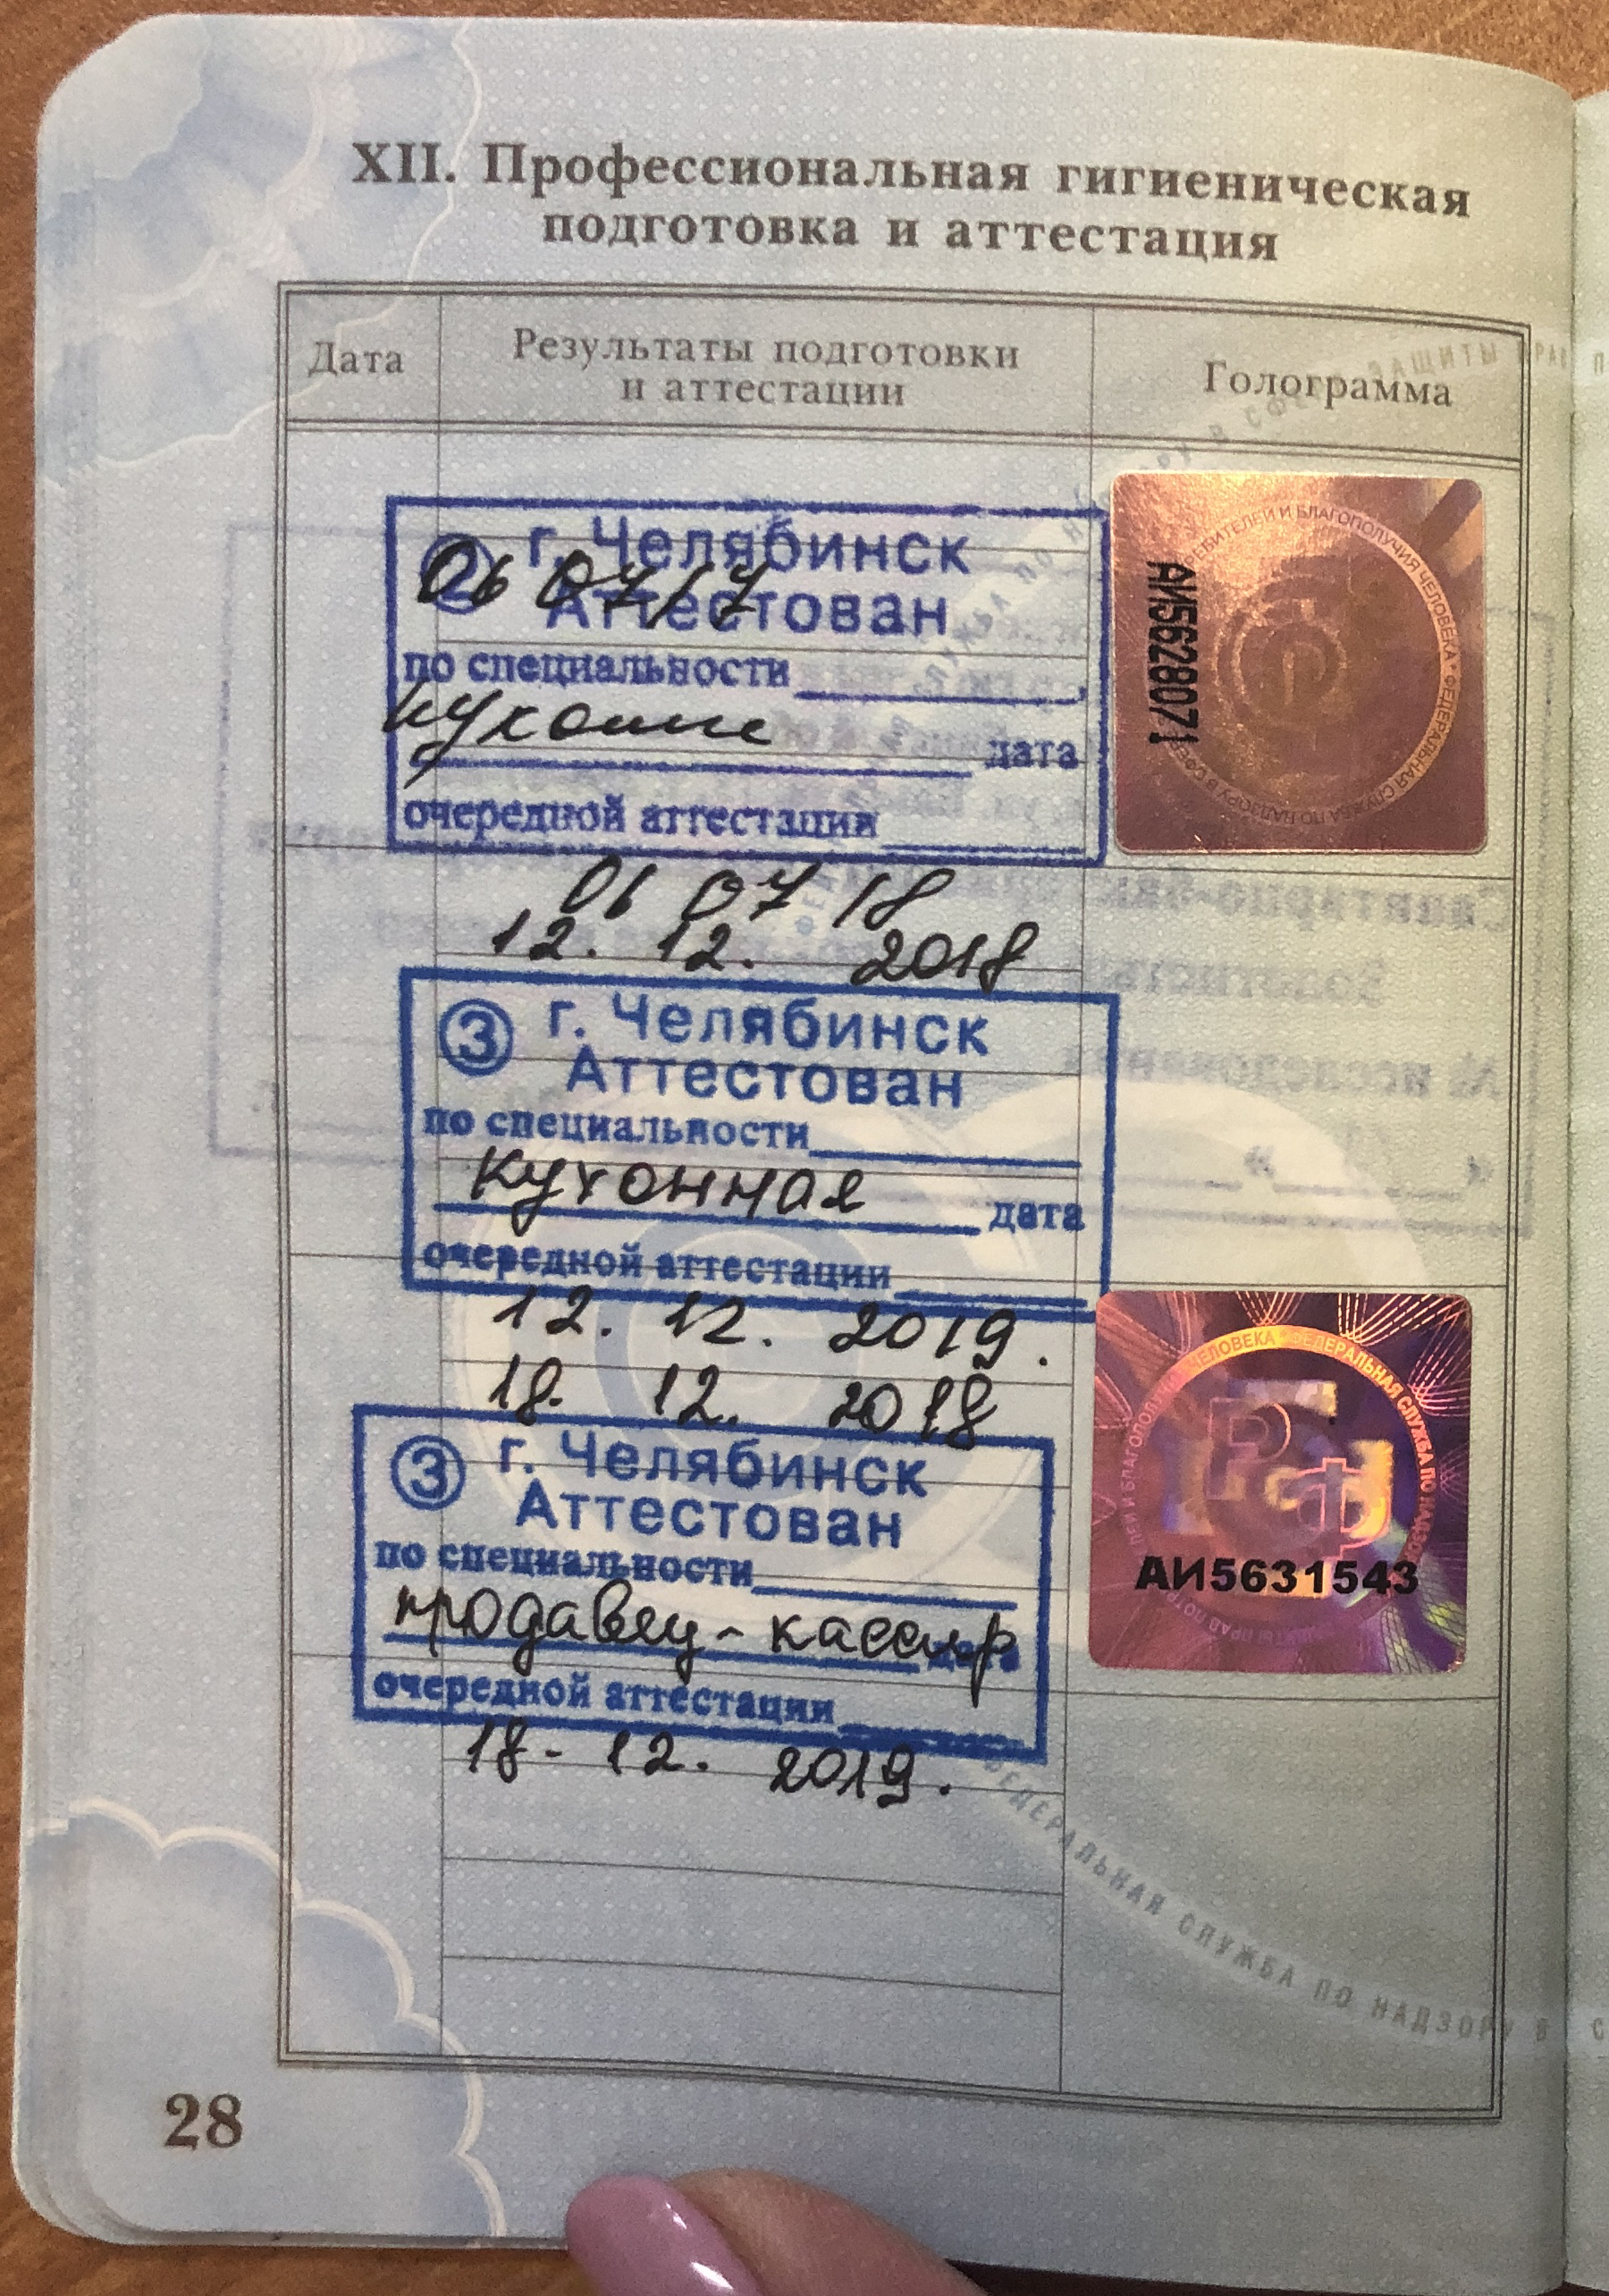 XII. Профессиональная гигиеническая
подготовка и аттестация
Дата
Результаты подготовки
и аттестации
Голограмма
г. Челябинск
06 07 17
Аттестован
по специальности
дата
очередной аттестации
АИ5628071
06 07 18
12. 12. 2018
3 г. Челябинск
Аттестован
по специальности
кухонная
дата
очередной аттестации
12. 12. 2019.
18. 12. 2018
3 г. Челябинск
Аттестован
по специальности
продавец-кассир
дата
очередной аттестации
АИ5631543
18. 12. 2019.
ФЕДЕРАЛЬНАЯ СЛУЖБА ПО НАДЗОРУ В С
28